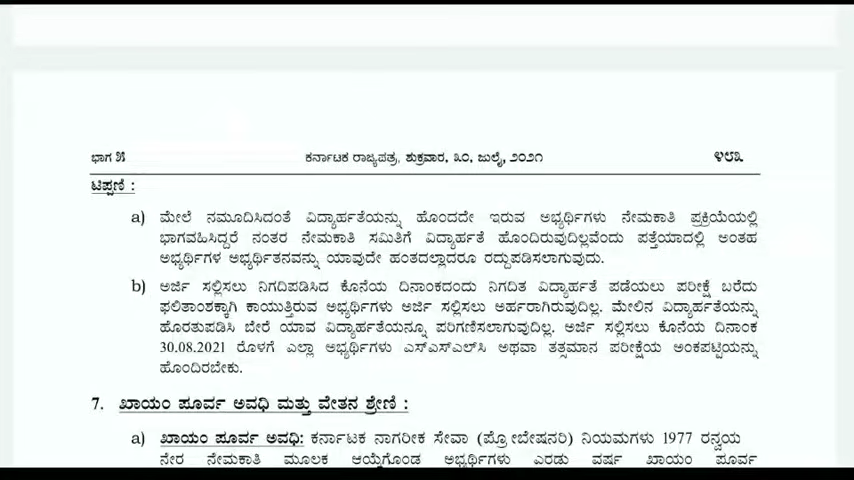 ಭಾಗ ೫ ಕರ್ನಾಟಕ ರಾಜ್ಯಪತ್ರ, ಶುಕ್ರವಾರ, ೩೦, ಜುಲೈ, ೨೦೨೧ ೪೮೩
ಟಿಪ್ಪಣಿ :
a) ಮೇಲೆ ನಮೂದಿಸಿದಂತೆ ವಿದ್ಯಾರ್ಹತೆಯನ್ನು ಹೊಂದದೇ ಇರುವ ಅಭ್ಯರ್ಥಿಗಳು ನೇಮಕಾತಿ ಪ್ರಕ್ರಿಯೆಯಲ್ಲಿ
ಭಾಗವಹಿಸಿದ್ದರೆ ನಂತರ ನೇಮಕಾತಿ ಸಮಿತಿಗೆ ವಿದ್ಯಾರ್ಹತೆ ಹೊಂದಿರುವುದಿಲ್ಲವೆಂದು ಪತ್ತೆಯಾದಲ್ಲಿ ಅಂತಹ
ಅಭ್ಯರ್ಥಿಗಳ ಅಭ್ಯರ್ಥಿತನವನ್ನು ಯಾವುದೇ ಹಂತದಲ್ಲಾದರೂ ರದ್ದುಪಡಿಸಲಾಗುವುದು.
b) ಅರ್ಜಿ ಸಲ್ಲಿಸಲು ನಿಗದಿಪಡಿಸಿದ ಕೊನೆಯ ದಿನಾಂಕದಂದು ನಿಗದಿತ ವಿದ್ಯಾರ್ಹತೆ ಪಡೆಯಲು ಪರೀಕ್ಷೆ ಬರೆದು
ಫಲಿತಾಂಶಕ್ಕಾಗಿ ಕಾಯುತ್ತಿರುವ ಅಭ್ಯರ್ಥಿಗಳು ಅರ್ಜಿ ಸಲ್ಲಿಸಲು ಅರ್ಹರಾಗಿರುವುದಿಲ್ಲ. ಮೇಲಿನ ವಿದ್ಯಾರ್ಹತೆಯನ್ನು
ಹೊರತುಪಡಿಸಿ ಬೇರೆ ಯಾವ ವಿದ್ಯಾರ್ಹತೆಯನ್ನೂ ಪರಿಗಣಿಸಲಾಗುವುದಿಲ್ಲ. ಅರ್ಜಿ ಸಲ್ಲಿಸಲು ಕೊನೆಯ ದಿನಾಂಕ
30.08.2021 ರೊಳಗೆ ಎಲ್ಲಾ ಅಭ್ಯರ್ಥಿಗಳು ಎಸ್ಎಸ್ಎಲ್‌ಸಿ ಅಥವಾ ತತ್ಸಮಾನ ಪರೀಕ್ಷೆಯ ಅಂಕಪಟ್ಟಿಯನ್ನು
ಹೊಂದಿರಬೇಕು.
7. ಖಾಯಂ ಪೂರ್ವ ಅವಧಿ ಮತ್ತು ವೇತನ ಶ್ರೇಣಿ :
a) ಖಾಯಂ ಪೂರ್ವ ಅವಧಿ: ಕರ್ನಾಟಕ ನಾಗರೀಕ ಸೇವಾ (ಪ್ರೊಬೇಷನರಿ) ನಿಯಮಗಳು 1977 ರನ್ವಯ
ನೇರ ನೇಮಕಾತಿ ಮೂಲಕ ಆಯ್ಕೆಗೊಂಡ ಅಭ್ಯರ್ಥಿಗಳು ಎರಡು ವರ್ಷ ಖಾಯಂ ಪೂರ್ವ